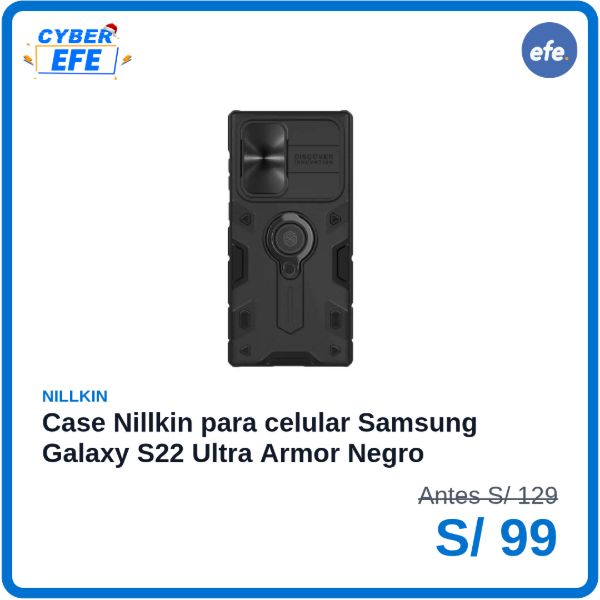 CYBER
EFE
efe.
DISCOVER
INNOVATION
NILLKIN
Case Nillkin para celular Samsung
Galaxy S22 Ultra Armor Negro
Antes S/ 129
S/ 99